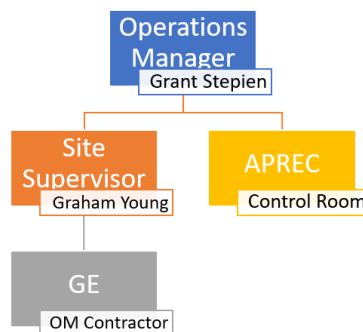 Operations
Manager
Grant Stepien
Site
Supervisor
Graham Young
APREC
Control Room
GE
OM Contractor